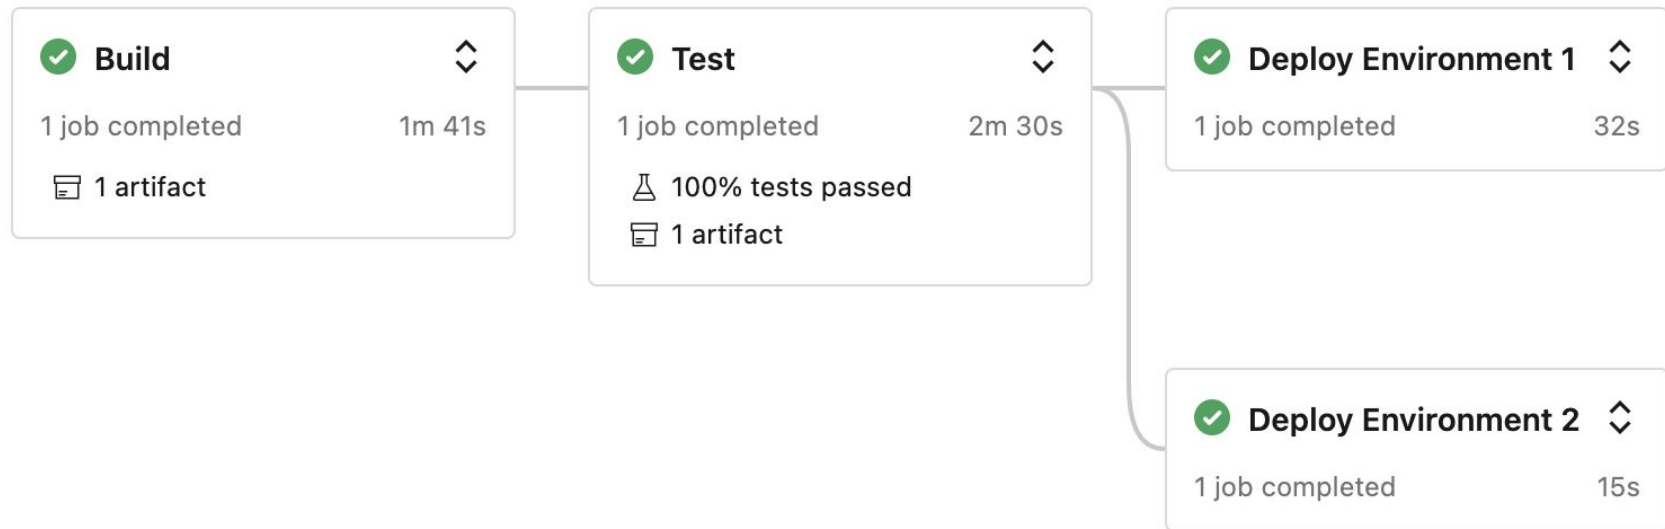 Build
1 job completed 1m 41s
1 artifact
Test
1 job completed 2m 30s
100% tests passed
1 artifact
Deploy Environment 1
1 job completed 32s
Deploy Environment 2
1 job completed 15s